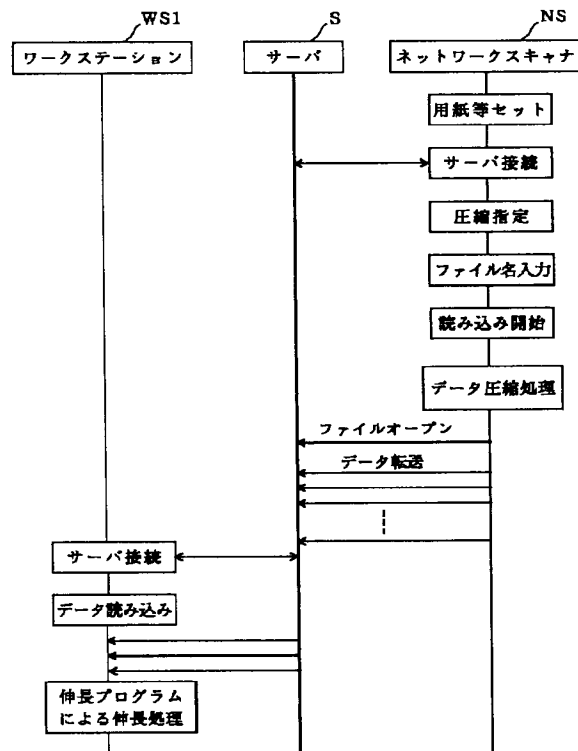 WS1
S
NS
ワークステーション
サーバ
ネットワークスキャナ
用紙等セット
サーバ接続
圧縮指定
ファイル名入力
読み込み開始
データ圧縮処理
ファイルオープン
データ転送
サーバ接続
データ読み込み
伸長プログラム
による伸長処理